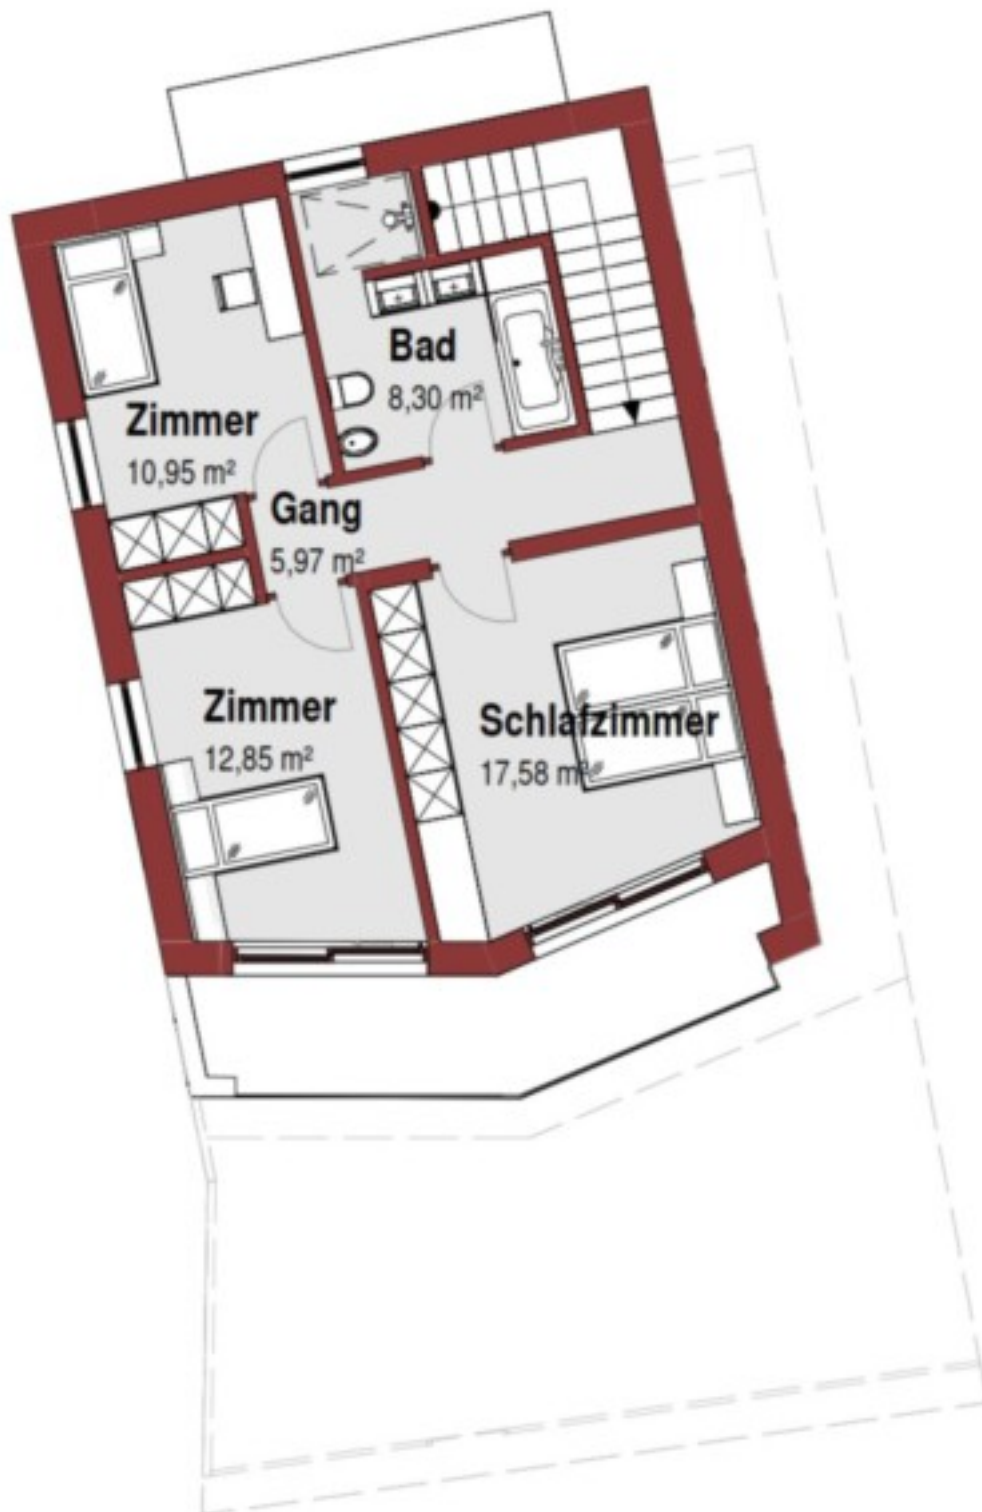 Bad
8,30 m²
Zimmer
10,95 m²
Gang
5,97 m²
Zimmer
12,85 m²
Schlafzimmer
17,58 m²